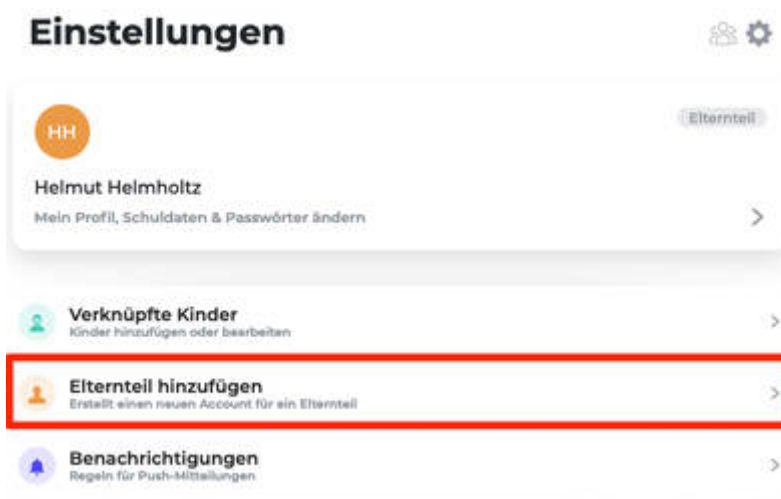 Einstellungen
HH
Elternteil
Helmut Helmholtz
Mein Profil, Schuldaten & Passwörter ändern
Verknüpfte Kinder
Kinder hinzufügen oder bearbeiten
Elternteil hinzufügen
Erstellt einen neuen Account für ein Elternteil
Benachrichtigungen
Regeln für Push-Mitteilungen